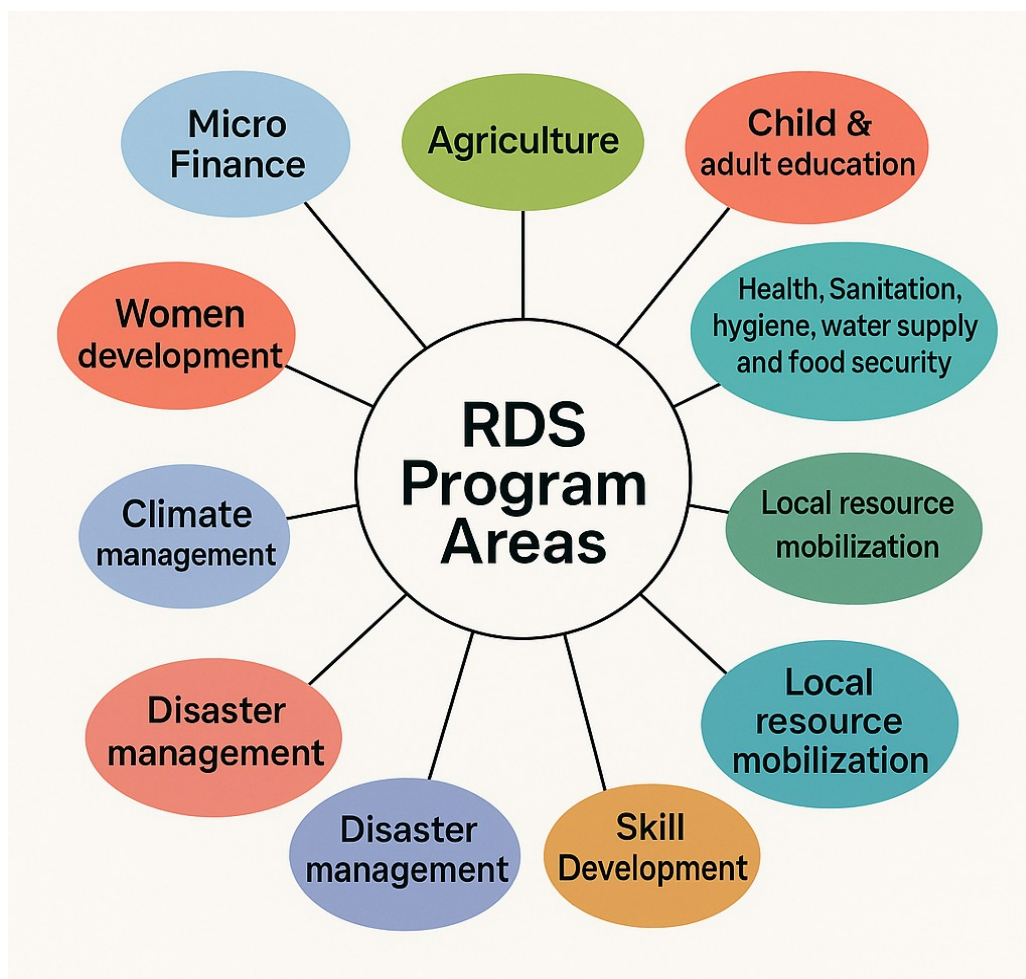 Micro
Finance
Agriculture
Child &
adult education
Women
development
Health, Sanitation,
hygiene, water supply
and food security
RDS
Program
Areas
Climate
management
Local resource
mobilization
Disaster
management
Local
resource
mobilization
Disaster
management
Skill
Development